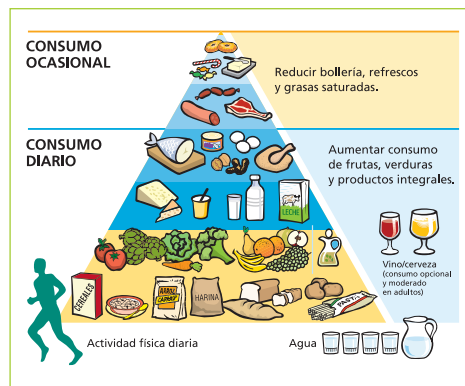 CONSUMO
OCASIONAL
Reducir bollería, refrescos
y grasas saturadas.
CONSUMO
DIARIO
Aumentar consumo
de frutas, verduras
y productos integrales.
LECHE
Vino/cerveza
(consumo opcional
y moderado
en adultos)
CEREALES
ARROZ
HARINA
PASTA
Actividad física diaria
Agua